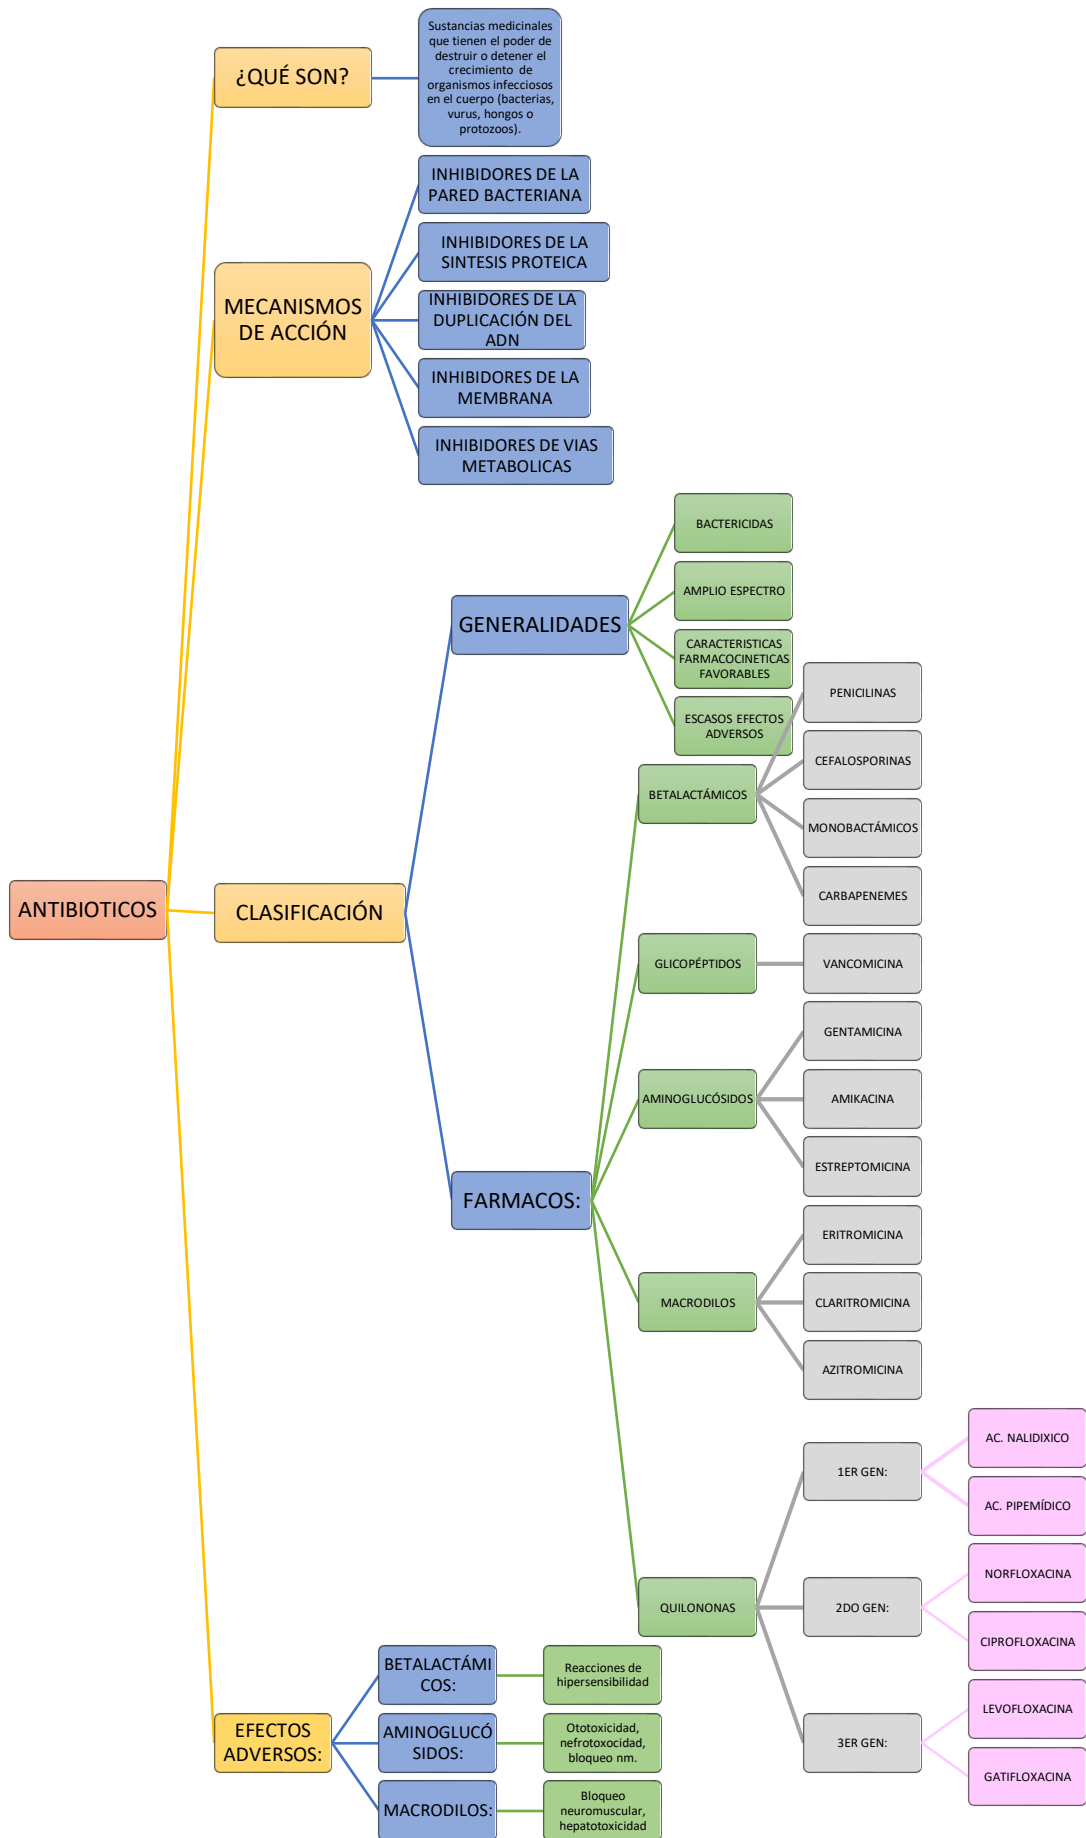 Sustancias medicinales
que tienen el poder de
destruir o detener el
crecimiento de
organismos infecciosos
en el cuerpo (bacterias,
vurus, hongos o
protozoos).
¿QUÉ SON?
INHIBIDORES DE LA
PARED BACTERIANA
INHIBIDORES DE LA
SINTESIS PROTEICA
MECANISMOS
DE ACCIÓN
INHIBIDORES DE LA
DUPLICACIÓN DEL
ADN
INHIBIDORES DE LA
MEMBRANA
INHIBIDORES DE VIAS
METABOLICAS
BACTERICIDAS
AMPLIO ESPECTRO
GENERALIDADES
CARACTERISTICAS
FARMACOCINETICAS
FAVORABLES
ESCASOS EFECTOS
ADVERSOS
PENICILINAS
CEFALOSPORINAS
BETALACTÁMICOS
MONOBACTÁMICOS
CARBAPENEMES
ANTIBIOTICOS
CLASIFICACIÓN
GLICOPÉPTIDOS
VANCOMICINA
GENTAMICINA
AMINOGLUCÓSIDOS
AMIKACINA
ESTREPTOMICINA
FARMACOS:
ERITROMICINA
MACRODILOS
CLARITROMICINA
AZITROMICINA
AC. NALIDIXICO
1ER GEN:
AC. PIPEMÍDICO
NORFLOXACINA
QUILONONAS
2DO GEN:
CIPROFLOXACINA
LEVOFLOXACINA
3ER GEN:
GATIFLOXACINA
EFECTOS
ADVERSOS:
BETALACTÁMI
COS:
Reacciones de
hipersensibilidad
AMINOGLUCÓ
SIDOS:
Ototoxicidad,
nefrotoxocidad,
bloqueo nm.
MACRODILOS:
Bloqueo
neuromuscular,
hepatotoxicidad